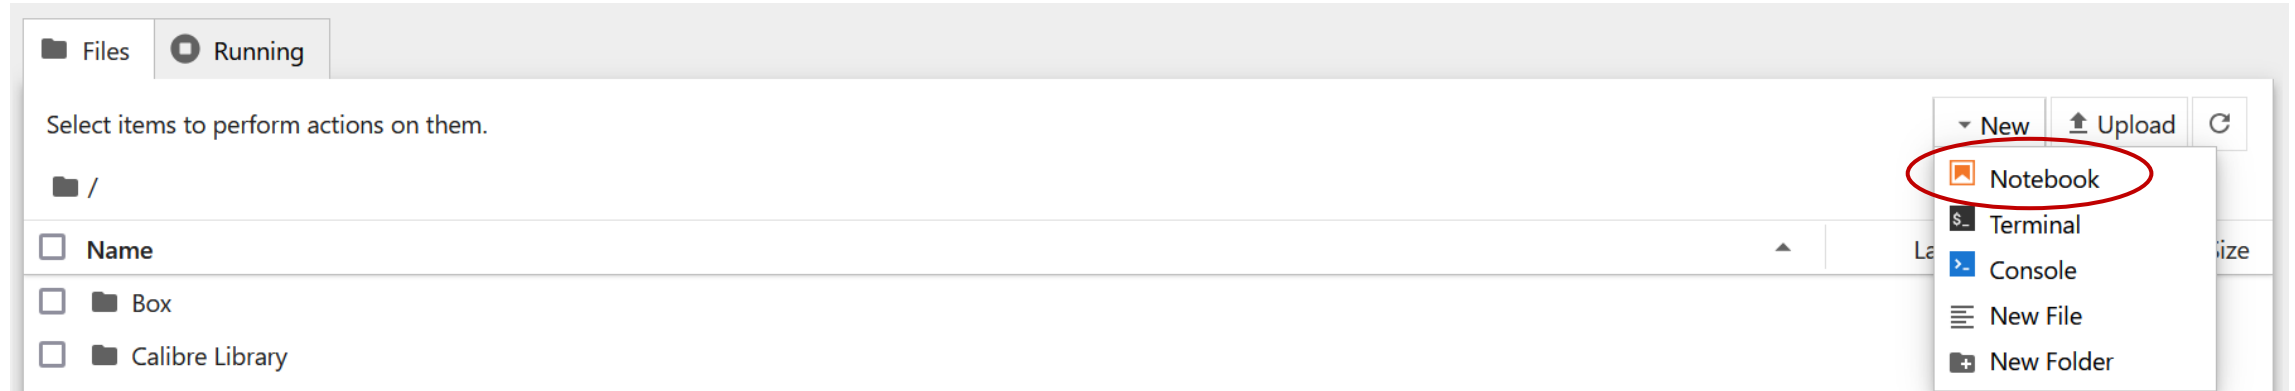 Files
Running
Select items to perform actions on them.
New
Upload
/
Notebook
Terminal
Name
Console
Box
New File
Calibre Library
New Folder